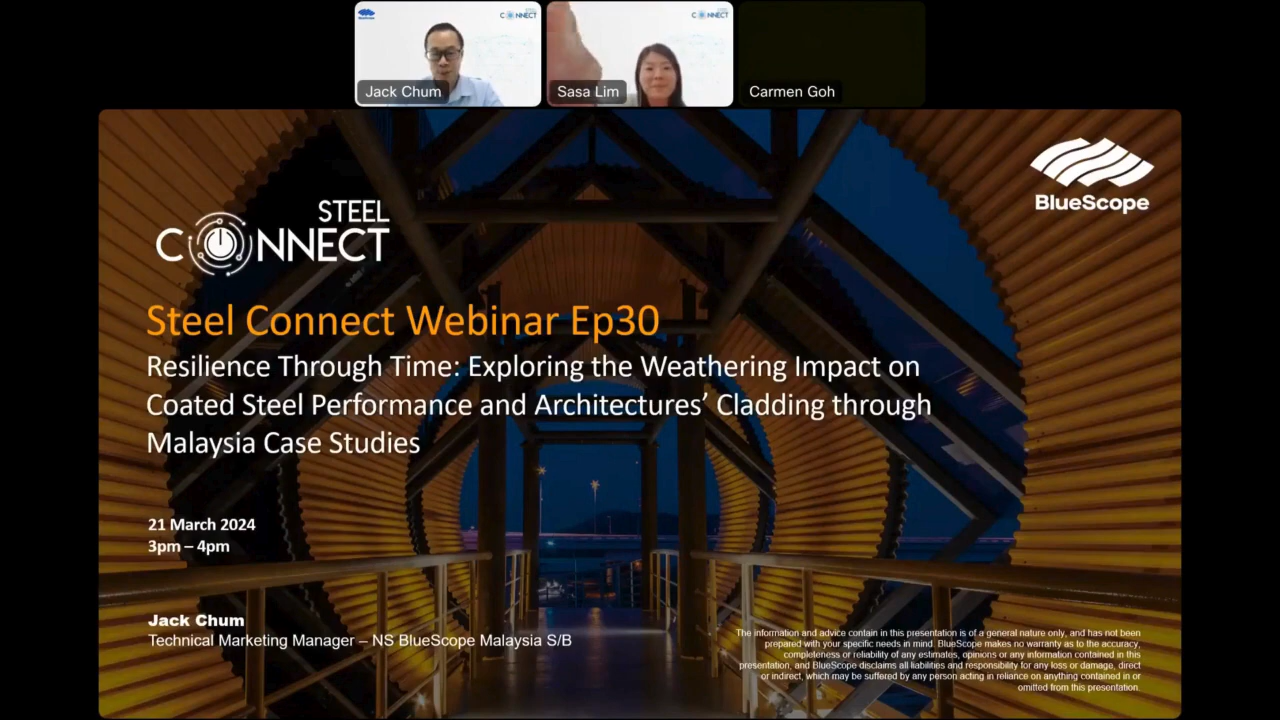 BlueScope
STEEL
CONNECT
STEEL
CONNECT
Jack Chum
Sasa Lim
Carmen Goh
BlueScope
STEEL
CONNECT
Steel Connect Webinar Ep30
Resilience Through Time: Exploring the Weathering Impact on
Coated Steel Performance and Architectures’ Cladding through
Malaysia Case Studies
21 March 2024
3pm – 4pm
Jack Chum
Technical Marketing Manager – NS BlueScope Malaysia S/B
The information and advice contain in this presentation is of a general nature only, and has not been
prepared with your specific needs in mind. BlueScope makes no warranty as to the accuracy,
completeness or reliability of any estimates, opinions or any information contained in this
presentation, and BlueScope disclaims all liabilities and responsibility for any loss or damage, direct
or indirect, which may be suffered by any person acting in reliance on anything contained in or
omitted from this presentation.